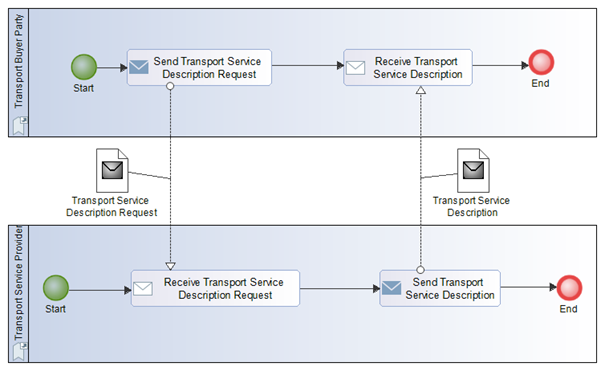 Transport Buyer Party
Send Transport Service
Description Request
Receive Transport
Service Description
Start
End
Transport Service
Description Request
Transport Service
Description
Transport Service Provider
Receive Transport Service
Description Request
Send Transport
Service Description
Start
End